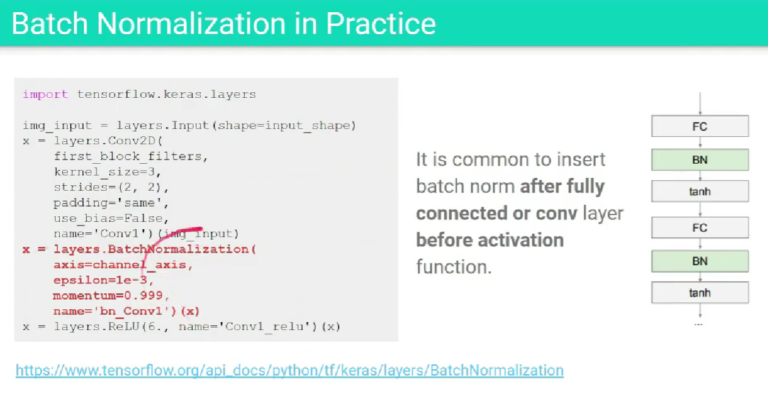 Batch Normalization in Practice
import tensorflow.keras.layers
img_input = layers.Input(shape=input_shape)
x = layers.Conv2D(
first_block_filters,
kernel_size=3,
strides=(2, 2),
padding='same',
use_bias=False,
name='Conv1')(img_input)
x = layers.BatchNormalization(
axis=channel_axis,
epsilon=1e-3,
momentum=0.999,
name='bn_Conv1')(x)
x = layers.ReLU(6., name='Conv1_relu')(x)
It is common to insert
batch norm after fully
connected or conv layer
before activation
function.
FC
BN
tanh
FC
BN
tanh
...
https://www.tensorflow.org/api_docs/python/tf/keras/layers/BatchNormalization